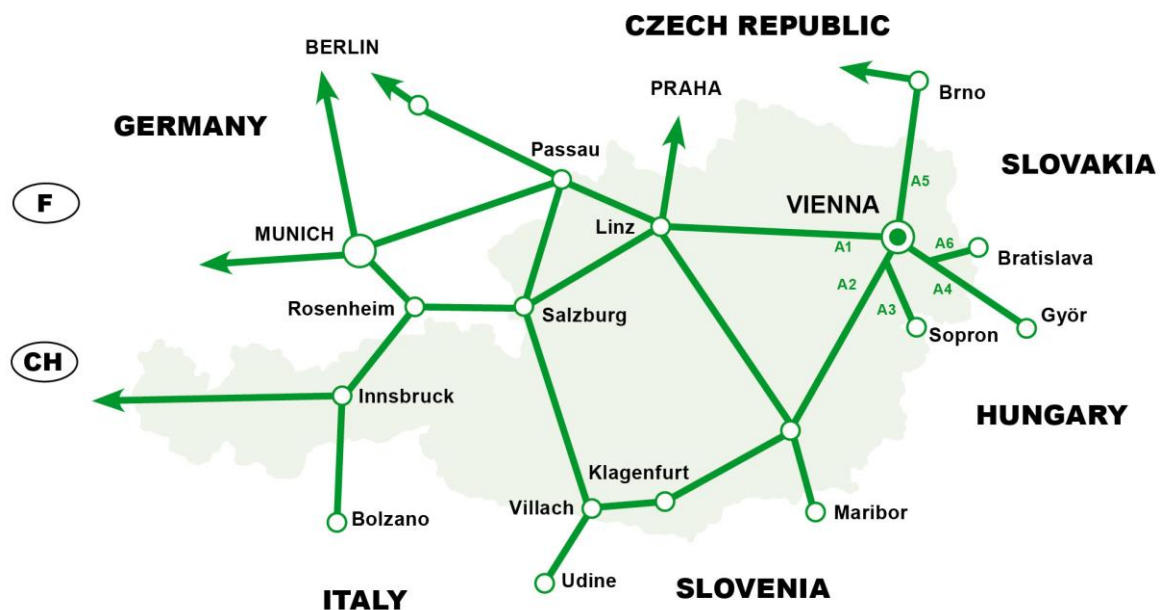 CZECH REPUBLIC
BERLIN
PRAHA
Brno
GERMANY
Passau
SLOVAKIA
A5
F
VIENNA
MUNICH
Linz
A1
A6
Bratislava
A2
A4
Rosenheim
Salzburg
A3
Györ
Sopron
CH
Innsbruck
HUNGARY
Klagenfurt
Villach
Maribor
Bolzano
Udine
SLOVENIA
ITALY